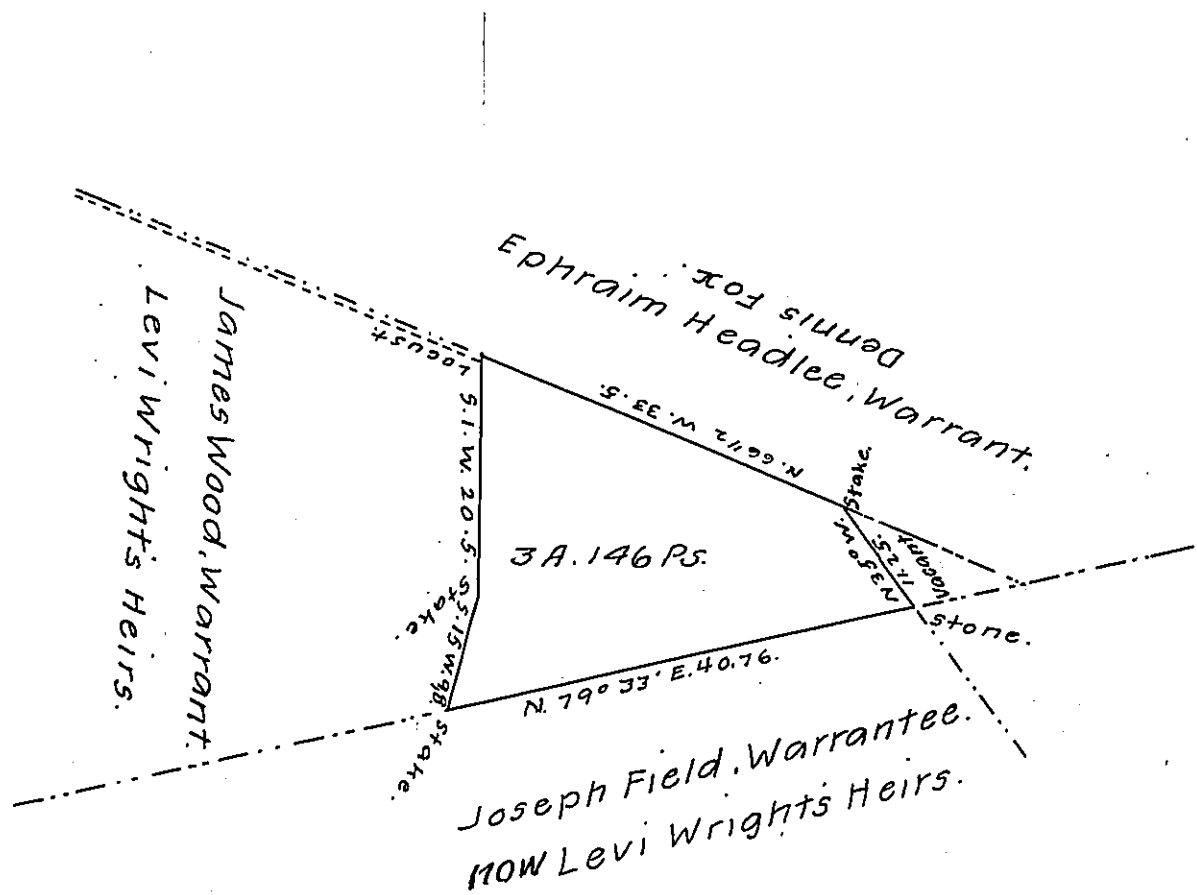 Dennis Fox.
Ephraim Headlee, Warrant.
James Wood, Warrant.
Levi Wright's Heirs.
Locust
S. 1. W. 20.5. Stake.
S. 15 W. 9.8. Stake.
N. 66 1/2 W. 33.5.
Stake.
N 35° W. 11.25.
Vacant
Stone.
3 A. 146 Ps.
N. 79° 33' E. 40.76.
Joseph Field, Warrantee.
now Levi Wrights Heirs.